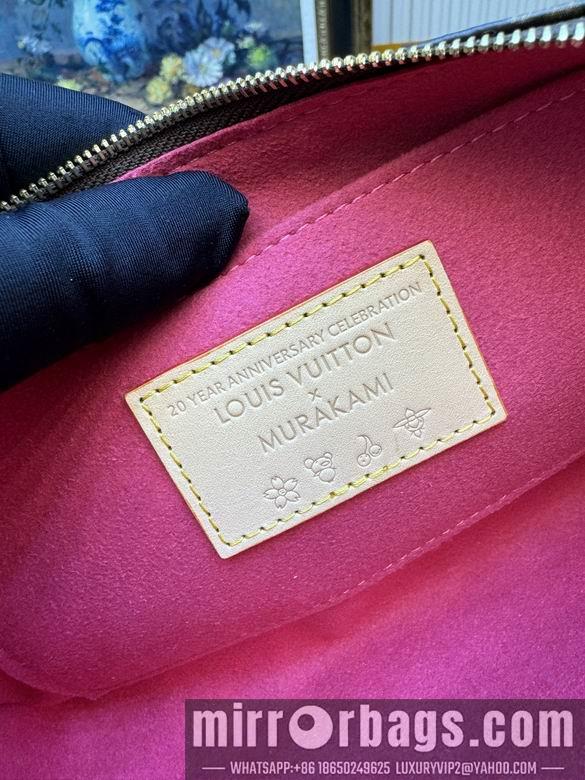 20 YEAR ANNIVERSARY CELEBRATION
LOUIS VUITTON
×
MURAKAMI
mirrorbags.com
— WHATSAPP:+86 18650249625 LUXURYVIP2@YAHOO.COM —